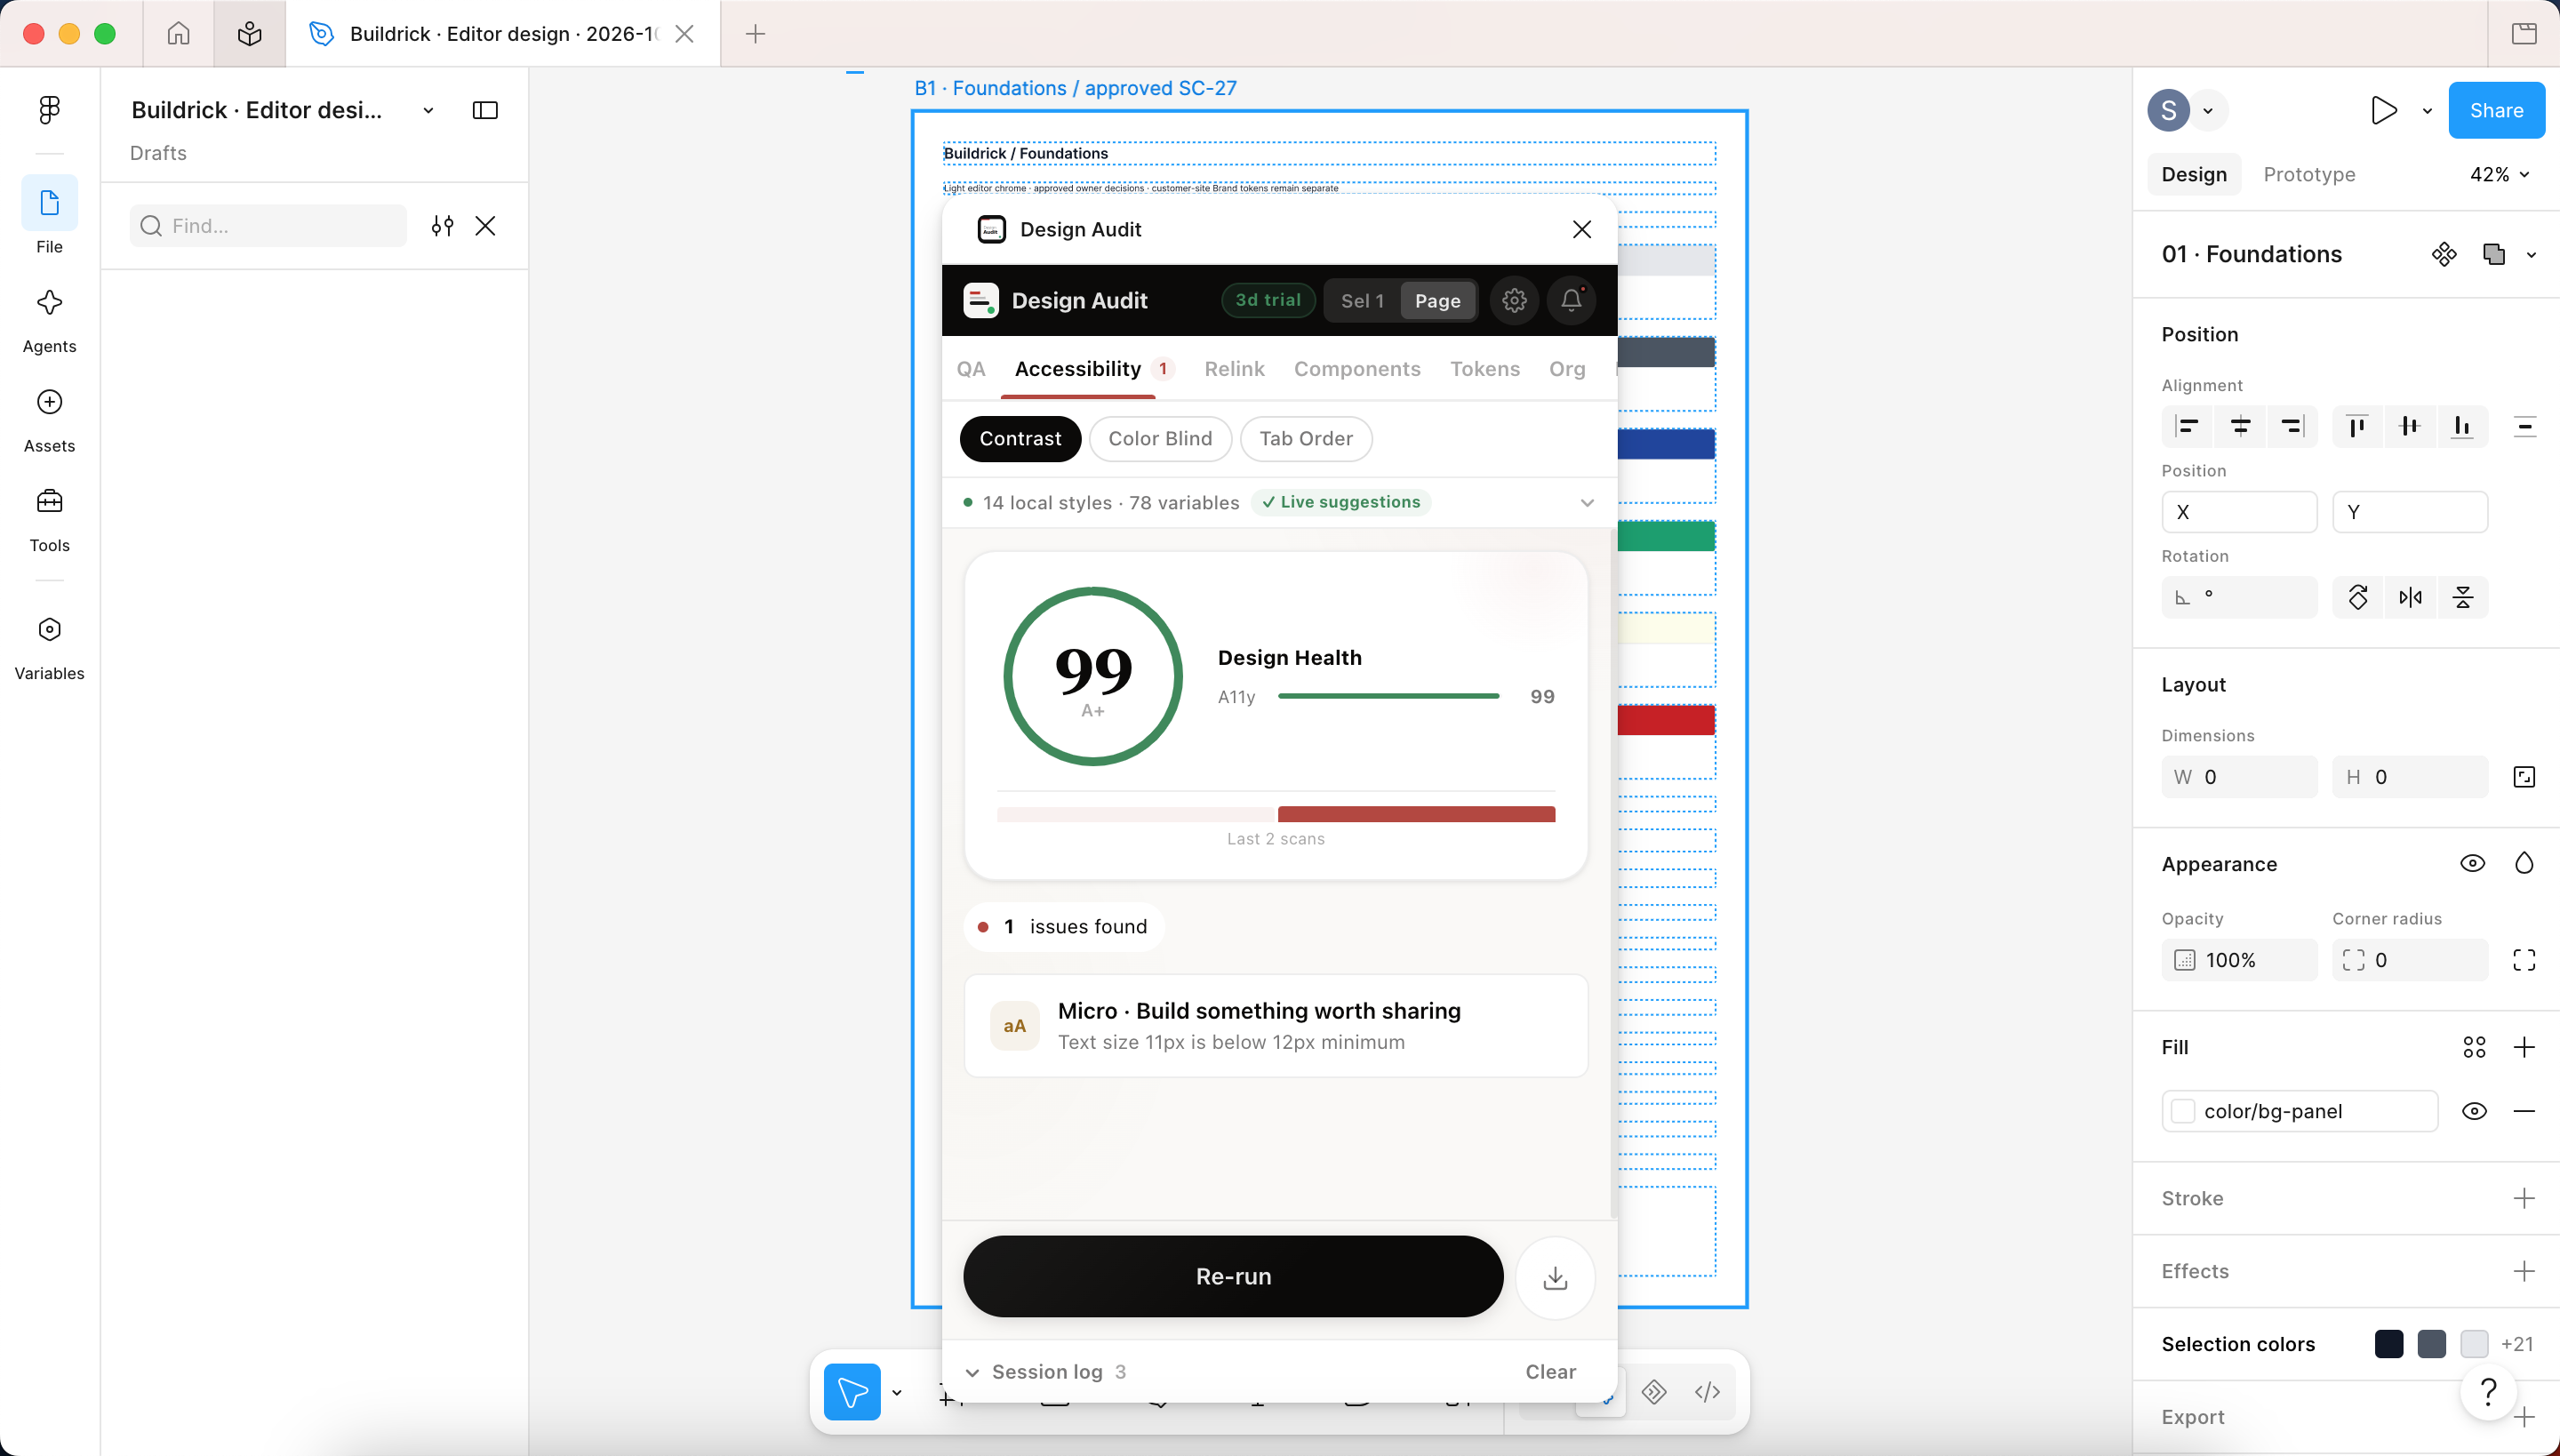 Buildrick · Editor design · 2026-1
Buildrick · Editor desi...
Drafts
Find...
File
Agents
Assets
Tools
Variables
B1 · Foundations / approved SC-27
Buildrick / Foundations
Light editor chrome · approved owner decisions · customer-site Brand tokens remain separate
Design Audit
Design Audit
3d trial
Sel 1
Page
QA
Accessibility 1
Relink
Components
Tokens
Org
Contrast
Color Blind
Tab Order
14 local styles · 78 variables
✓ Live suggestions
99
A+
Design Health
A11y
99
Last 2 scans
1 issues found
aA
Micro · Build something worth sharing
Text size 11px is below 12px minimum
Re-run
Session log 3
Clear
S
Share
Design
Prototype
42%
01 · Foundations
Position
Alignment
Position
X
Y
Rotation
°
Layout
Dimensions
W 0
H 0
Appearance
Opacity
Corner radius
100%
0
Fill
color/bg-panel
Stroke
Effects
Selection colors
+21
Export
?